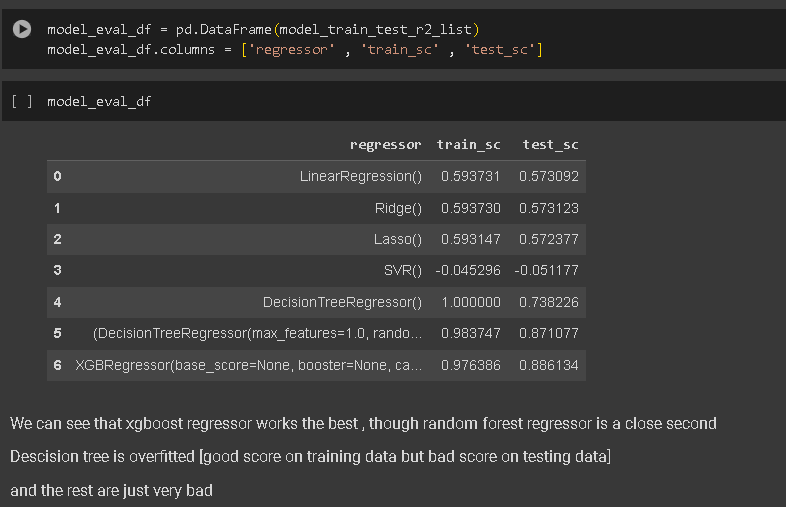 model_eval_df = pd.DataFrame(model_train_test_r2_list)
model_eval_df.columns = ['regressor' , 'train_sc' , 'test_sc']
[ ] model_eval_df
regressor train_sc test_sc
0 LinearRegression() 0.593731 0.573092
1 Ridge() 0.593730 0.573123
2 Lasso() 0.593147 0.572377
3 SVR() -0.045296 -0.051177
4 DecisionTreeRegressor() 1.000000 0.738226
5 (DecisionTreeRegressor(max_features=1.0, rando... 0.983747 0.871077
6 XGBRegressor(base_score=None, booster=None, ca... 0.976386 0.886134
We can see that xgboost regressor works the best , though random forest regressor is a close second
Descision tree is overfitted [good score on training data but bad score on testing data]
and the rest are just very bad